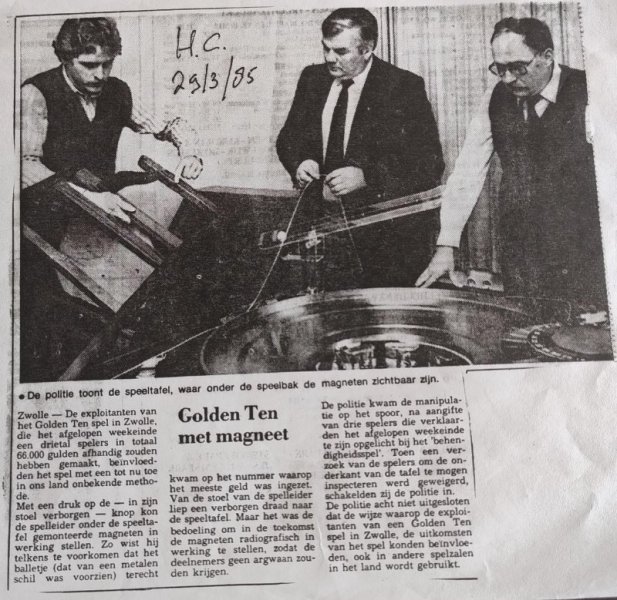 H.C.
29/3/85
● De politie toont de speeltafel, waar onder de speelbak de magneten zichtbaar zijn.
Zwolle — De exploitanten van
het Golden Ten spel in Zwolle,
die het afgelopen weekeinde
een drietal spelers in totaal
66.000 gulden afhandig zouden
hebben gemaakt, beïnvloed-
den het spel met een tot nu toe
in ons land onbekende metho-
de.
Met een druk op de — in zijn
stoel verborgen — knop kon
de spelleider onder de speelta-
fel gemonteerde magneten in
werking stellen. Zo wist hij
telkens te voorkomen dat het
balletje (dat van een metalen
schil was voorzien) terecht
Golden Ten
met magneet
kwam op het nummer waarop
het meeste geld was ingezet.
Van de stoel van de spelleider
liep een verborgen draad naar
de speeltafel. Maar het was de
bedoeling om in de toekomst
de magneten radiografisch in
werking te stellen, zodat de
deelnemers geen argwaan zou-
den krijgen.
De politie kwam de manipula-
tie op het spoor, na aangifte
van drie spelers die verklaar-
den het afgelopen weekeinde
te zijn opgelicht bij het 'behen-
digheidsspel'. Toen een ver-
zoek van de spelers om de on-
derkant van de tafel te mogen
inspecteren werd geweigerd,
schakelden zij de politie in.
De politie acht niet uitgesloten
dat de wijze waarop de exploi-
tanten van een Golden Ten
spel in Zwolle, de uitkomsten
van het spel konden beïnvloe-
den, ook in andere speelzalen
in het land wordt gebruikt.